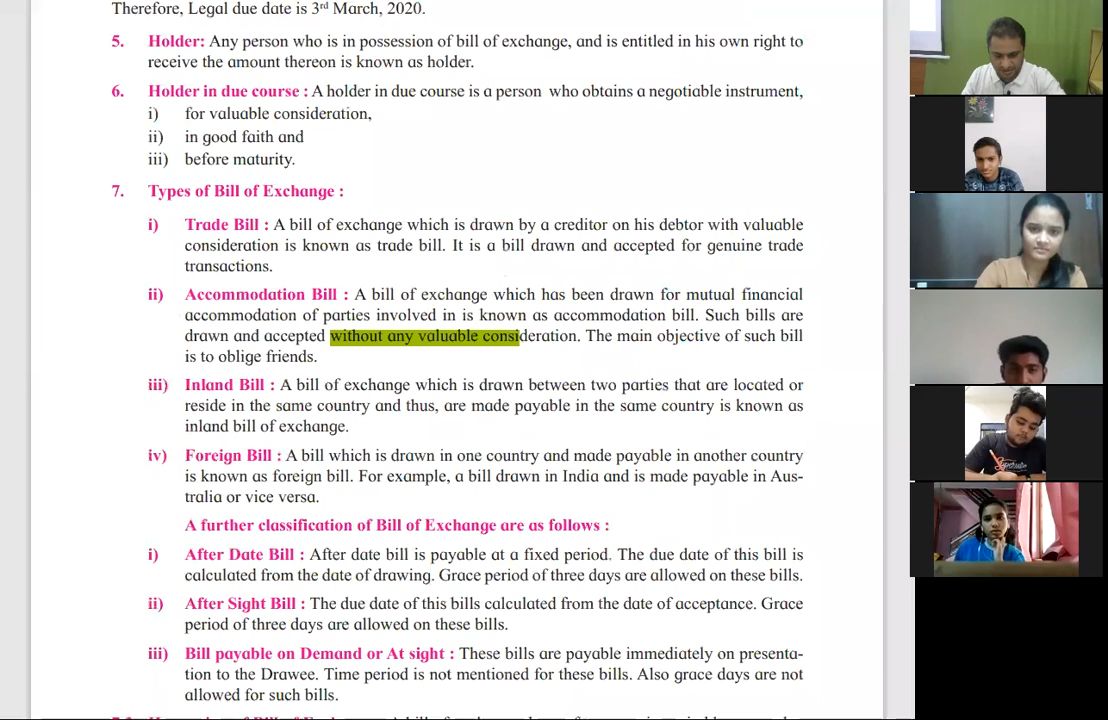 Therefore, Legal due date is 3rd March, 2020.
5. Holder: Any person who is in possession of bill of exchange, and is entitled in his own right to
receive the amount thereon is known as holder.
6. Holder in due course : A holder in due course is a person who obtains a negotiable instrument,
i) for valuable consideration,
ii) in good faith and
iii) before maturity.
7. Types of Bill of Exchange :
i) Trade Bill : A bill of exchange which is drawn by a creditor on his debtor with valuable
consideration is known as trade bill. It is a bill drawn and accepted for genuine trade
transactions.
ii) Accommodation Bill : A bill of exchange which has been drawn for mutual financial
accommodation of parties involved in is known as accommodation bill. Such bills are
drawn and accepted without any valuable consideration. The main objective of such bill
is to oblige friends.
iii) Inland Bill : A bill of exchange which is drawn between two parties that are located or
reside in the same country and thus, are made payable in the same country is known as
inland bill of exchange.
iv) Foreign Bill : A bill which is drawn in one country and made payable in another country
is known as foreign bill. For example, a bill drawn in India and is made payable in Aus-
tralia or vice versa.
A further classification of Bill of Exchange are as follows :
i) After Date Bill : After date bill is payable at a fixed period. The due date of this bill is
calculated from the date of drawing. Grace period of three days are allowed on these bills.
ii) After Sight Bill : The due date of this bills calculated from the date of acceptance. Grace
period of three days are allowed on these bills.
iii) Bill payable on Demand or At sight : These bills are payable immediately on presenta-
tion to the Drawee. Time period is not mentioned for these bills. Also grace days are not
allowed for such bills.